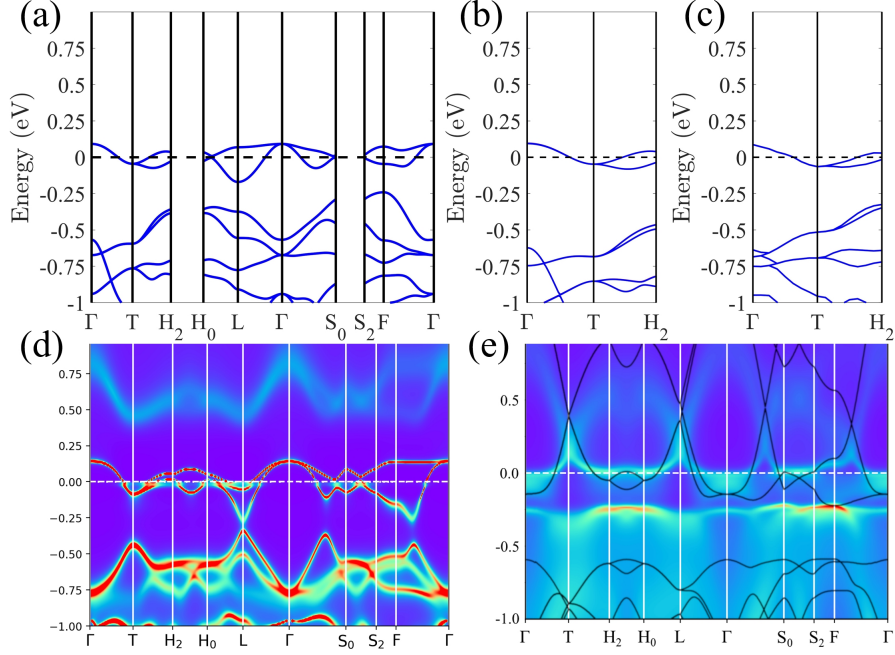 (a)
(b)
(c)
Energy (eV)
0.75
0.5
0.25
0
-0.25
-0.5
-0.75
-1
Γ T H₂ H₀ L Γ S₀ S₂ F Γ
Energy (eV)
0.75
0.5
0.25
0
-0.25
-0.5
-0.75
-1
Γ T H₂
Energy (eV)
0.75
0.5
0.25
0
-0.25
-0.5
-0.75
-1
Γ T H₂
(d)
(e)
0.75
0.50
0.25
0.00
−0.25
−0.50
−0.75
−1.00
Γ T H₂ H₀ L Γ S₀ S₂ F Γ
0.5
0.0
-0.5
-1.0
Γ T H₂ H₀ L Γ S₀ S₂ F Γ